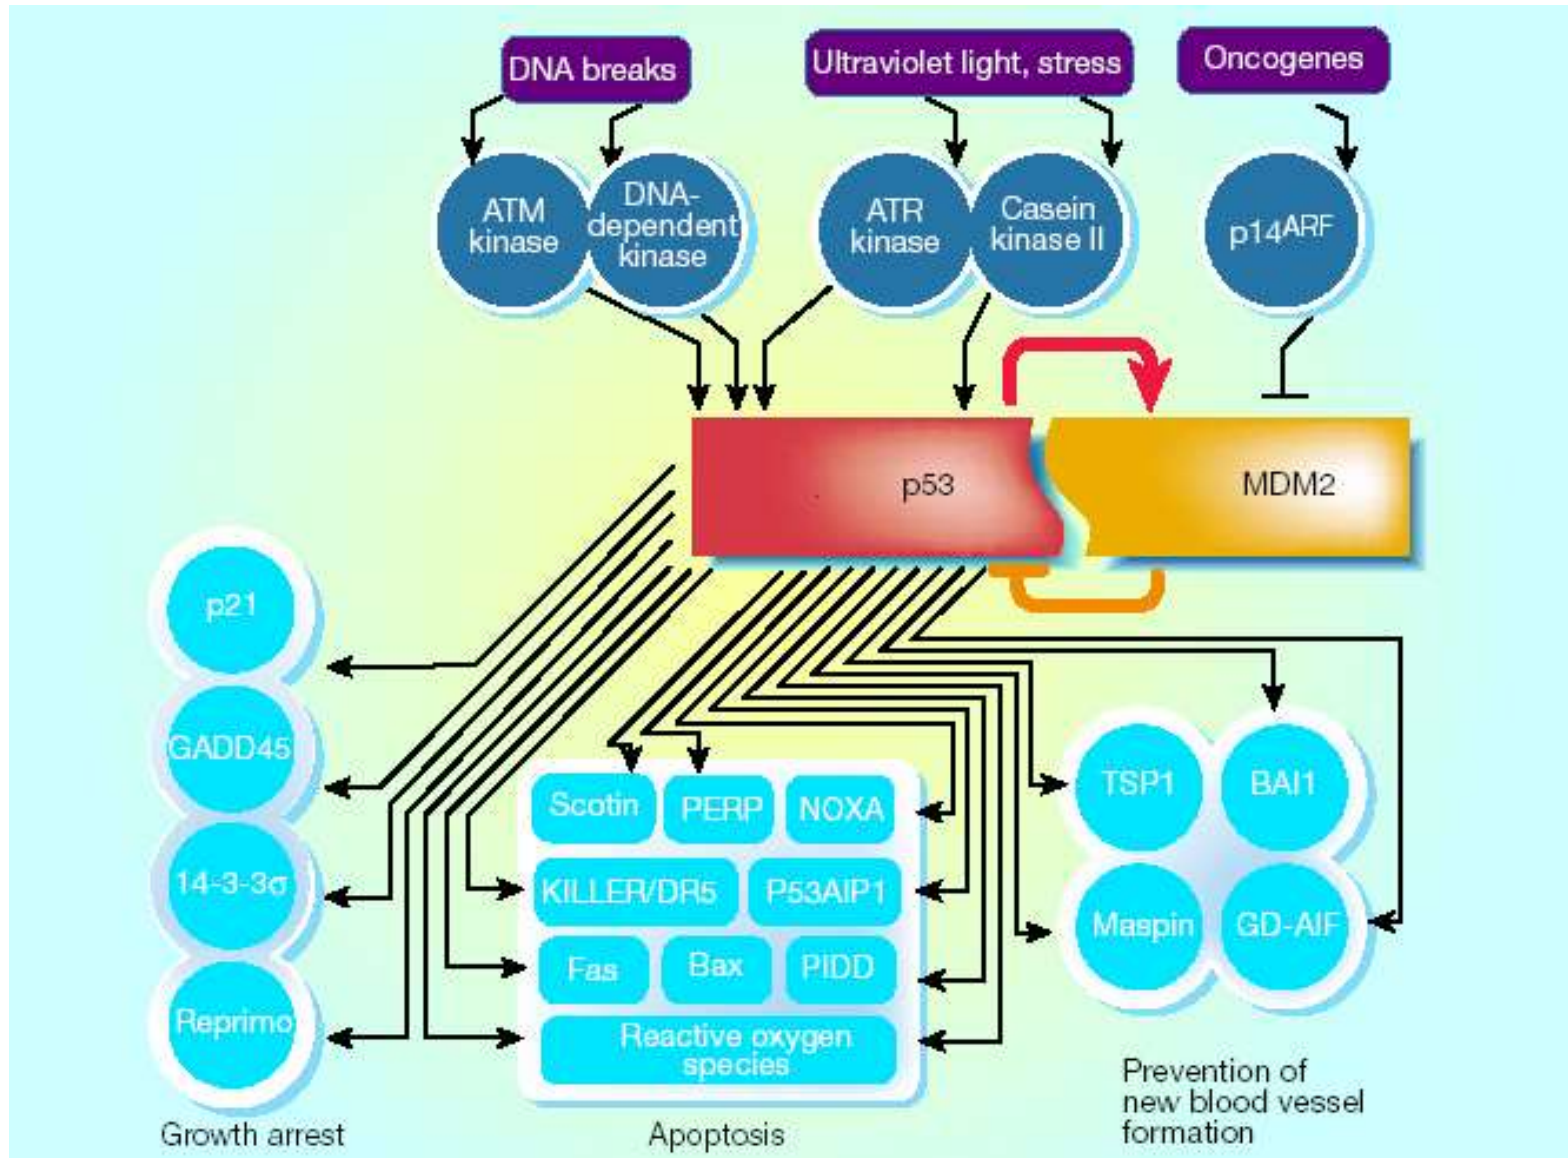 DNA breaks
Ultraviolet light, stress
Oncogenes
ATM
kinase
DNA-
dependent
kinase
ATR
kinase
Casein
kinase II
p14ARF
p53
MDM2
p21
GADD45
14-3-3σ
Reprimo
Growth arrest
Scotin
PERP
NOXA
KILLER/DR5
P53AIP1
Fas
Bax
PIDD
Reactive oxygen
species
Apoptosis
TSP1
BAI1
Maspin
GD-AIF
Prevention of
new blood vessel
formation